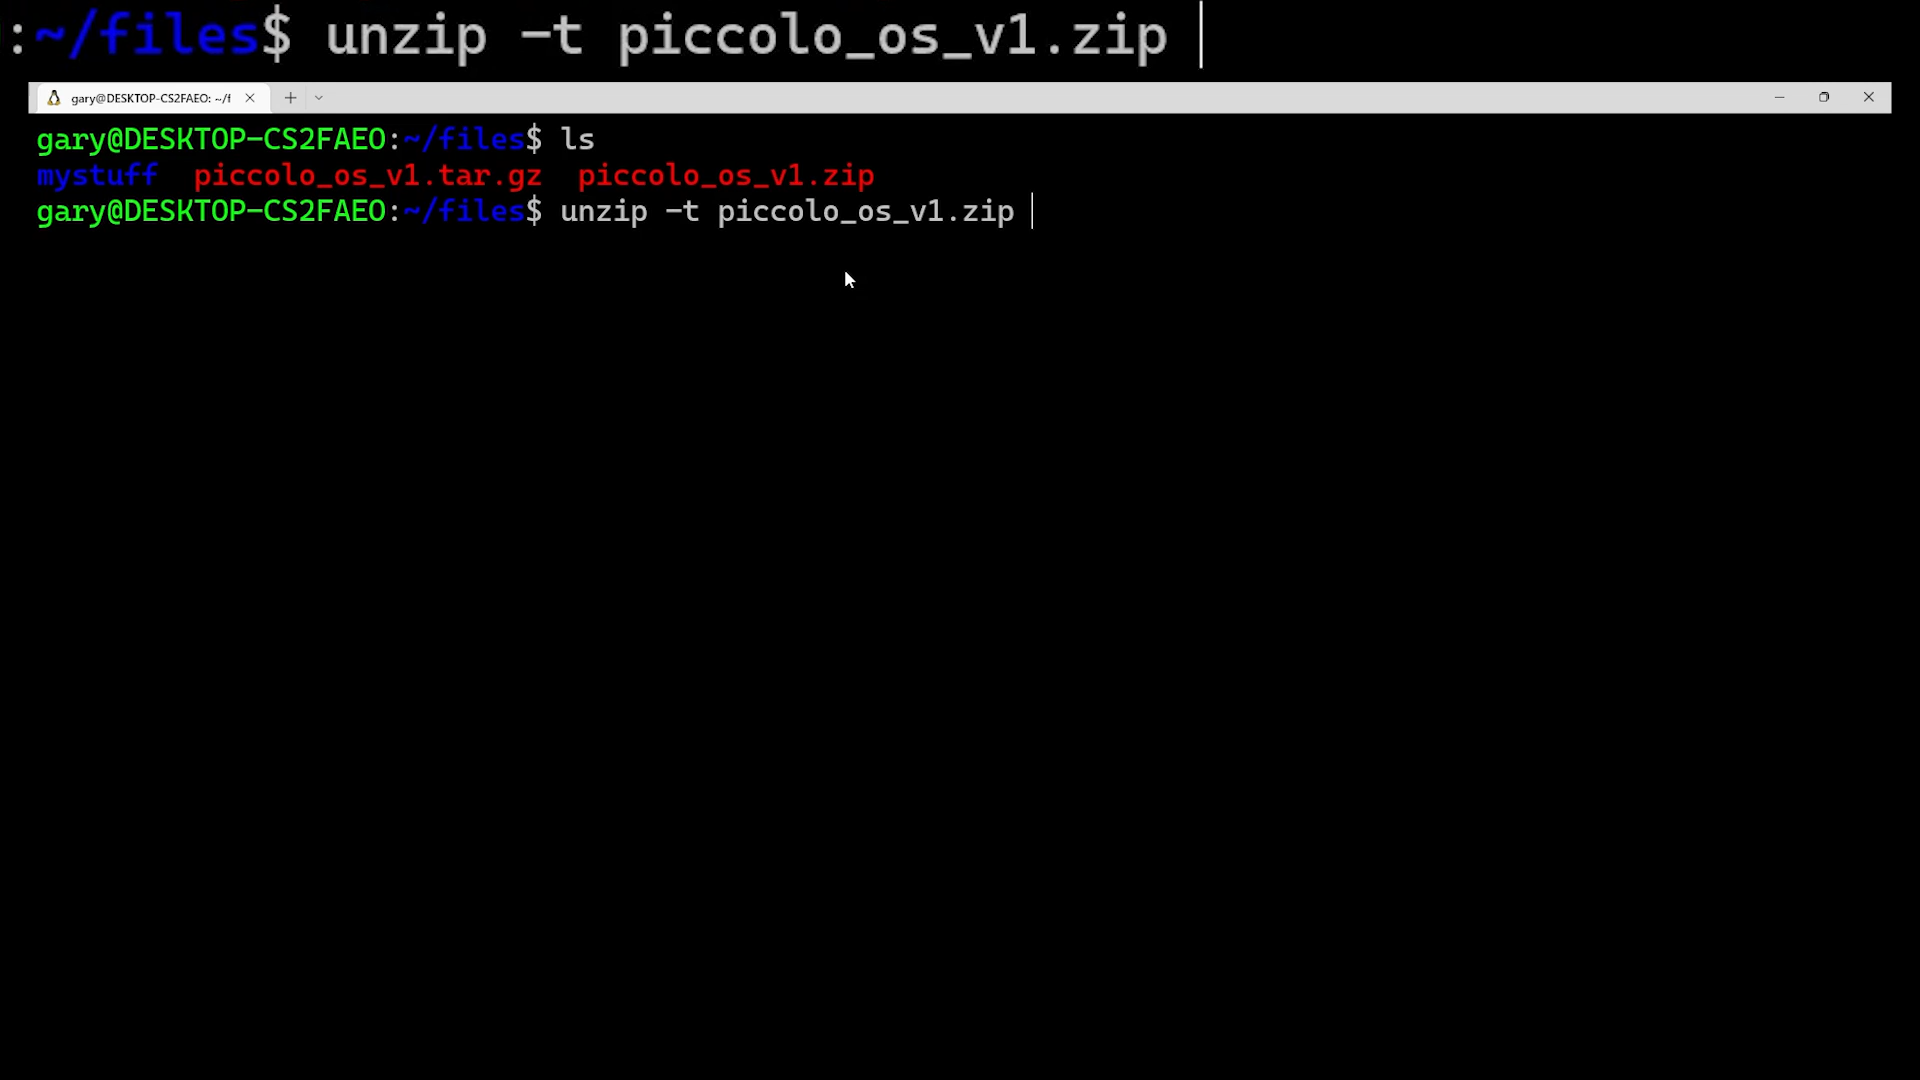 :~/files$ unzip -t piccolo_os_v1.zip
gary@DESKTOP-CS2FAEO: ~/f
gary@DESKTOP-CS2FAEO:~/files$ ls
mystuff  piccolo_os_v1.tar.gz  piccolo_os_v1.zip
gary@DESKTOP-CS2FAEO:~/files$ unzip -t piccolo_os_v1.zip